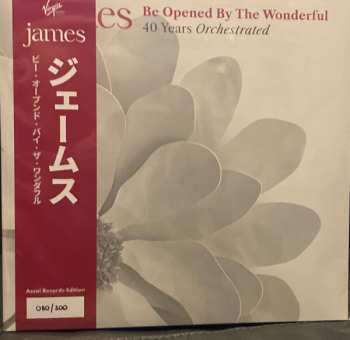 Virgin
james
ジェームス
ビー・オープンド・バイ・ザ・ワンダフル
Assai Records Edition
080/300
es
Be Opened By The Wonderful
40 Years Orchestrated